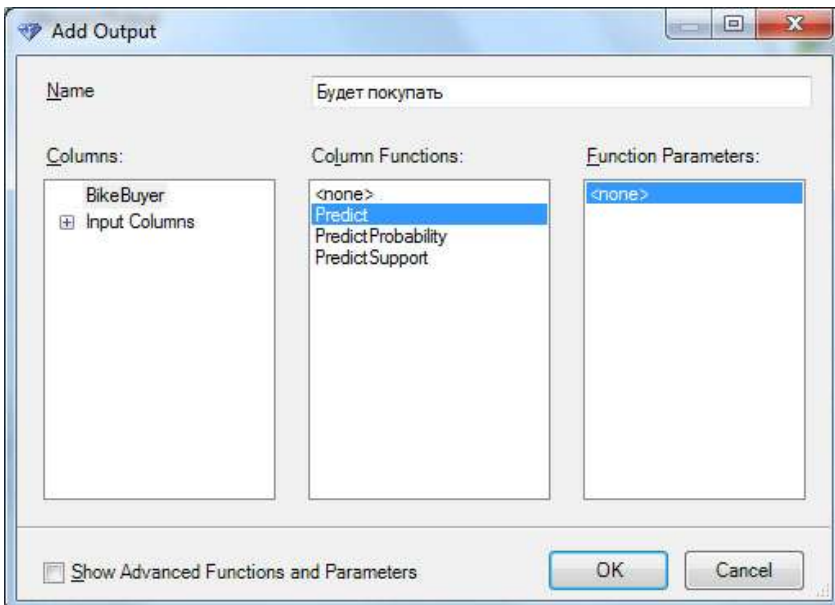 Add Output
Name
Будет покупать
Columns:
Column Functions:
Function Parameters:
BikeBuyer
Input Columns
<none>
Predict
PredictProbability
PredictSupport
<none>
Show Advanced Functions and Parameters
OK
Cancel